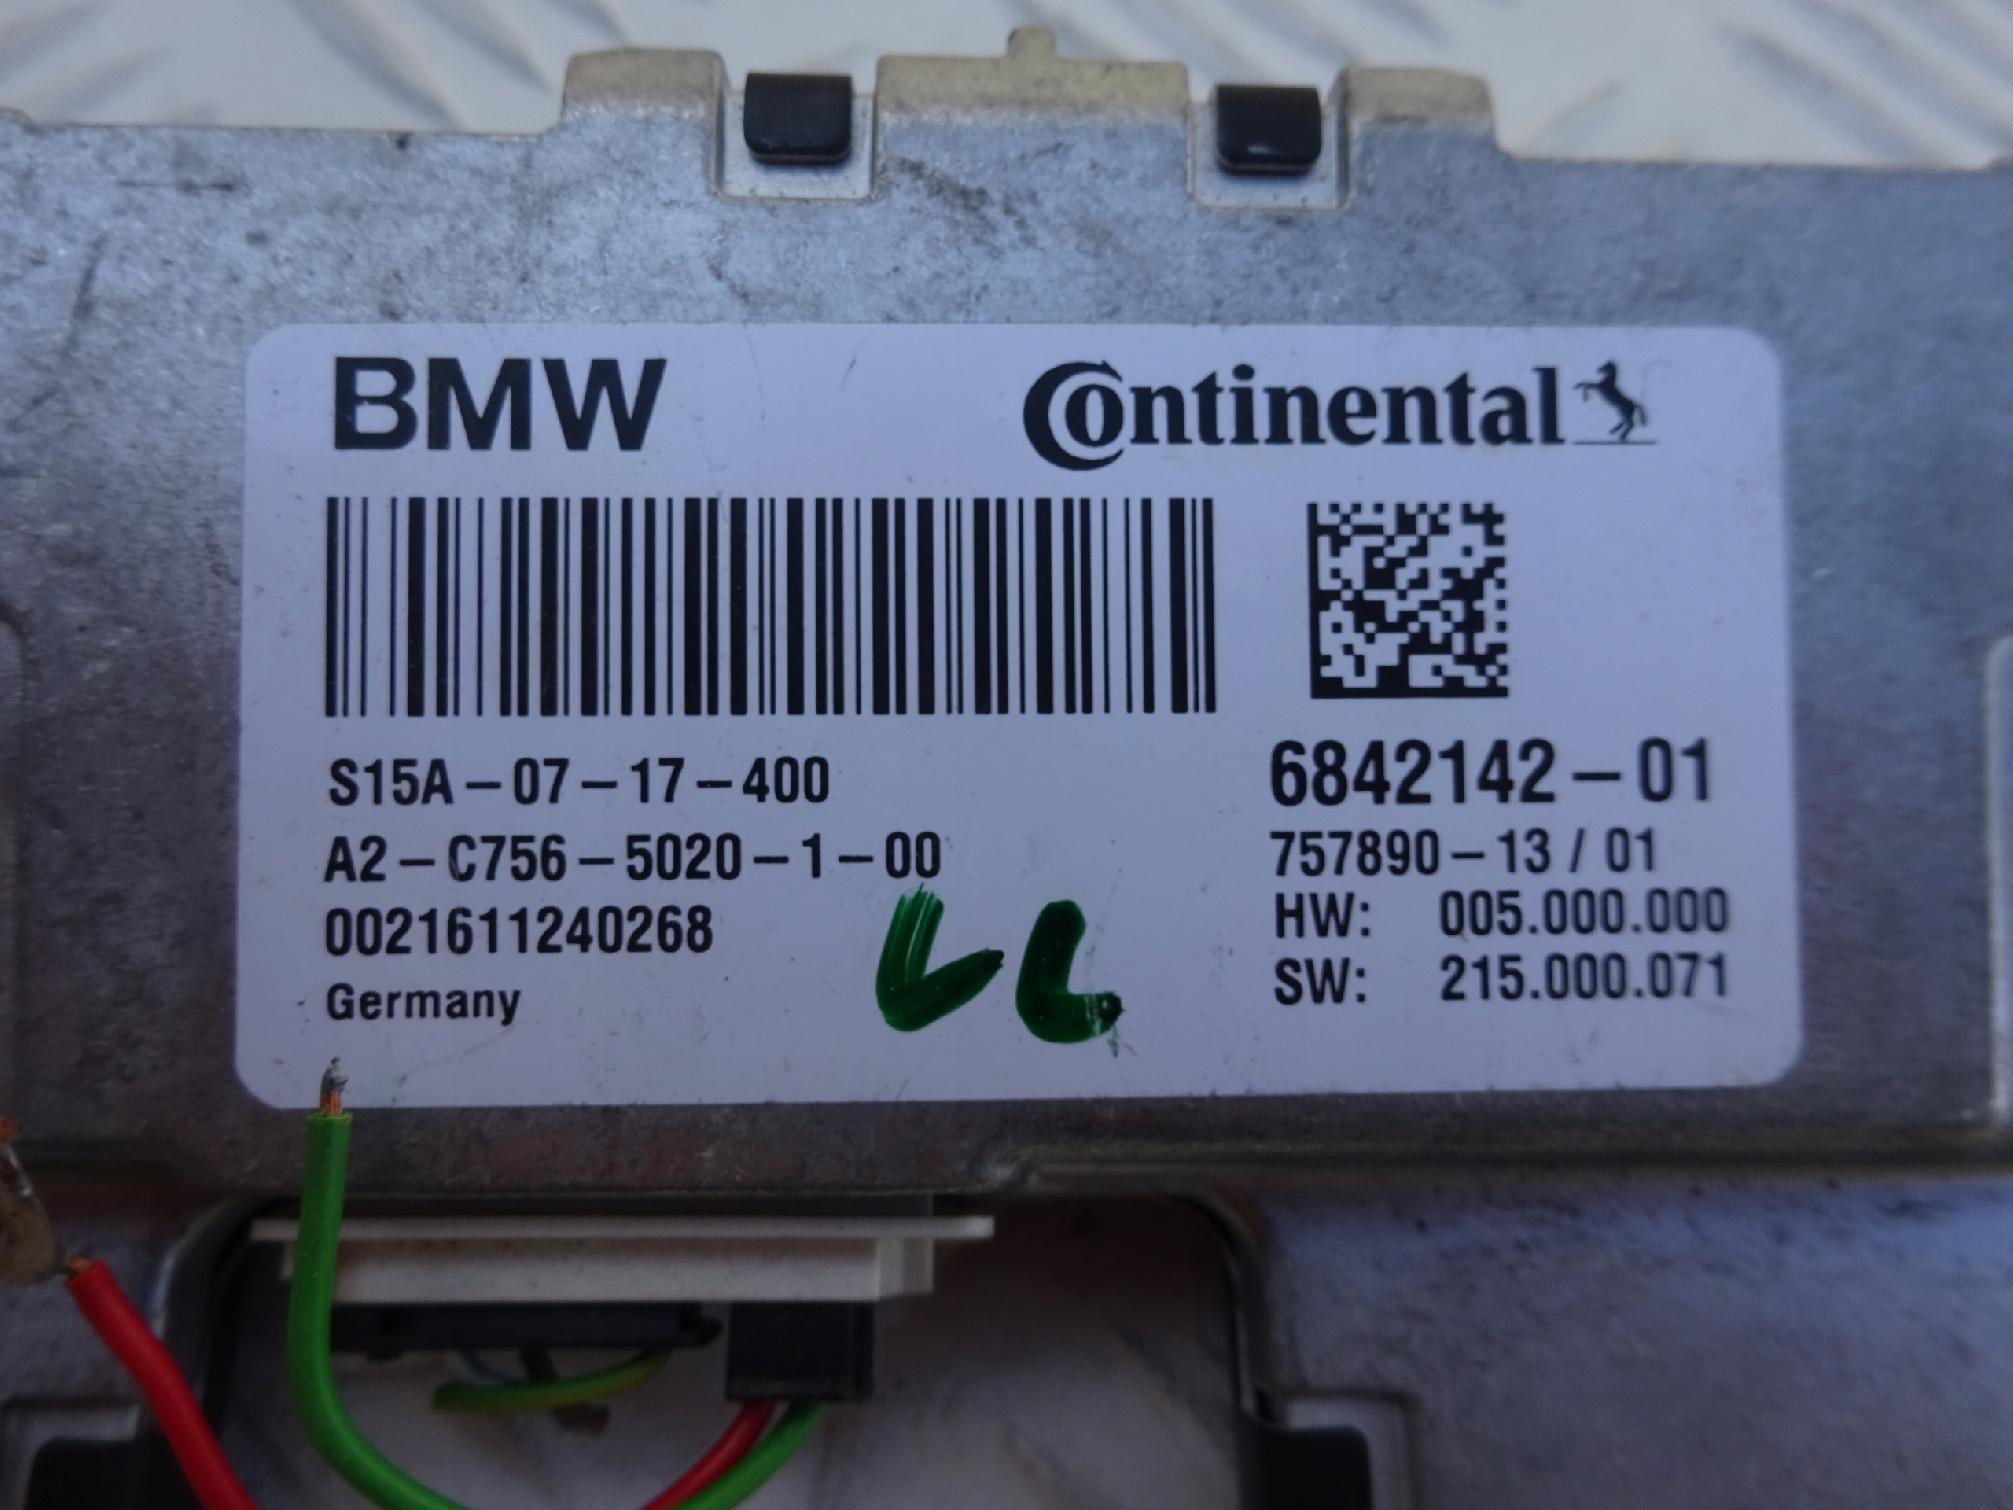 BMW
Continental
S15A-07-17-400
6842142-01
A2-C756-5020-1-00
757890-13/01
0021611240268
HW: 005.000.000
Germany
SW: 215.000.071